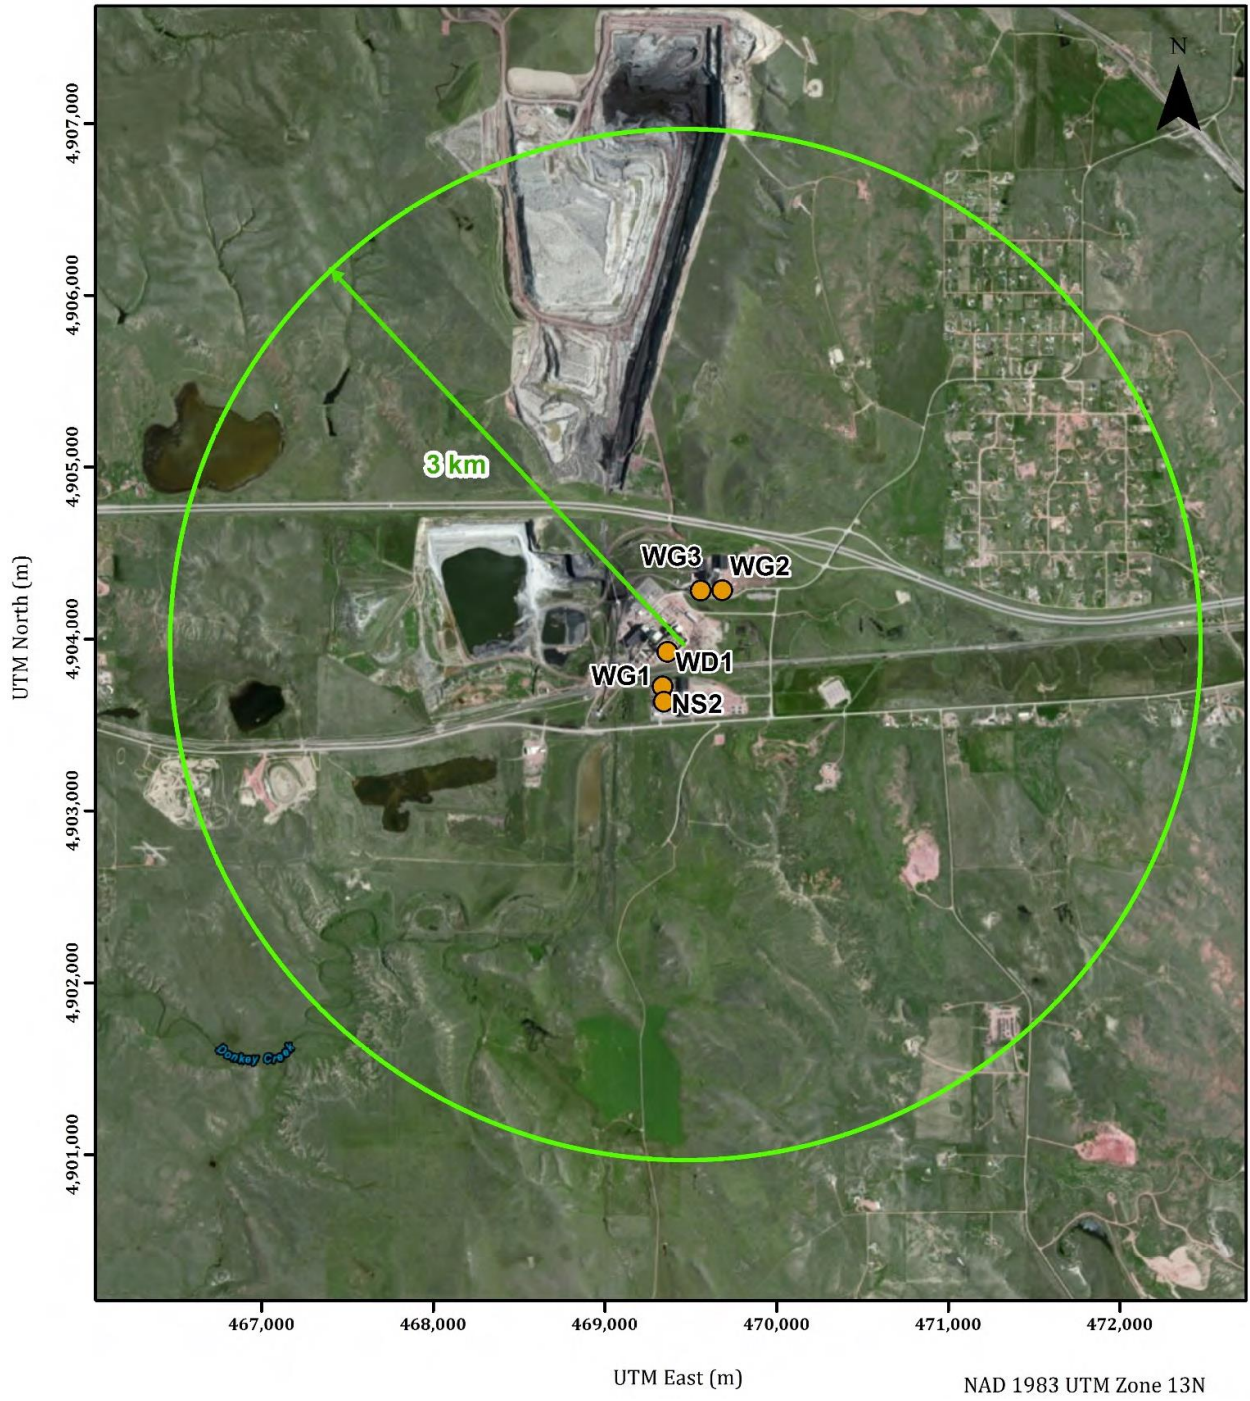 N
4,907,000
4,906,000
4,905,000
4,904,000
4,903,000
4,902,000
4,901,000
UTM North (m)
3 km
WG3
WG2
WD1
WG1
NS2
Donkey Creek
467,000
468,000
469,000
470,000
471,000
472,000
UTM East (m)
NAD 1983 UTM Zone 13N